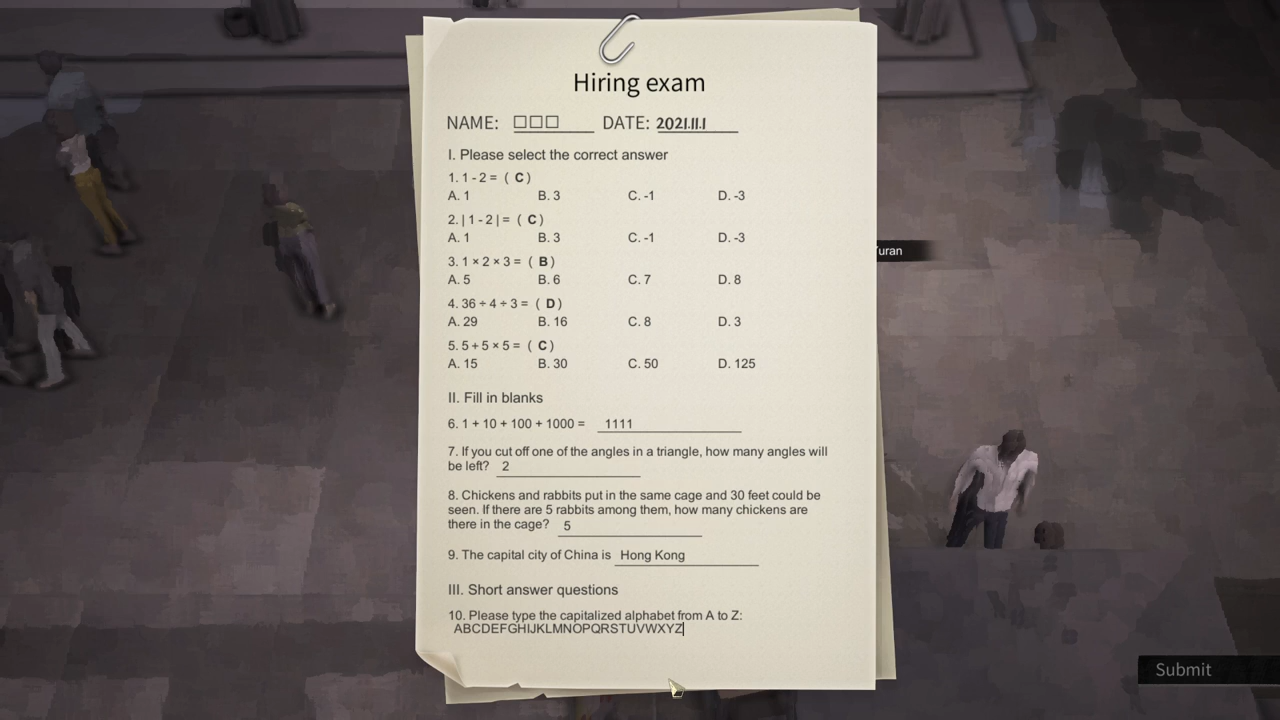 Hiring exam
NAME: □□□ DATE: 2021.11.1
I. Please select the correct answer
1. 1 - 2 = ( C )
A. 1 B. 3 C. -1 D. -3
2. | 1 - 2 | = ( C )
A. 1 B. 3 C. -1 D. -3
3. 1 × 2 × 3 = ( B )
A. 5 B. 6 C. 7 D. 8
4. 36 ÷ 4 ÷ 3 = ( D )
A. 29 B. 16 C. 8 D. 3
5. 5 + 5 × 5 = ( C )
A. 15 B. 30 C. 50 D. 125
II. Fill in blanks
6. 1 + 10 + 100 + 1000 = 1111
7. If you cut off one of the angles in a triangle, how many angles will
be left? 2
8. Chickens and rabbits put in the same cage and 30 feet could be
seen. If there are 5 rabbits among them, how many chickens are
there in the cage? 5
9. The capital city of China is Hong Kong
III. Short answer questions
10. Please type the capitalized alphabet from A to Z:
ABCDEFGHIJKLMNOPQRSTUVWXYZ
Submit